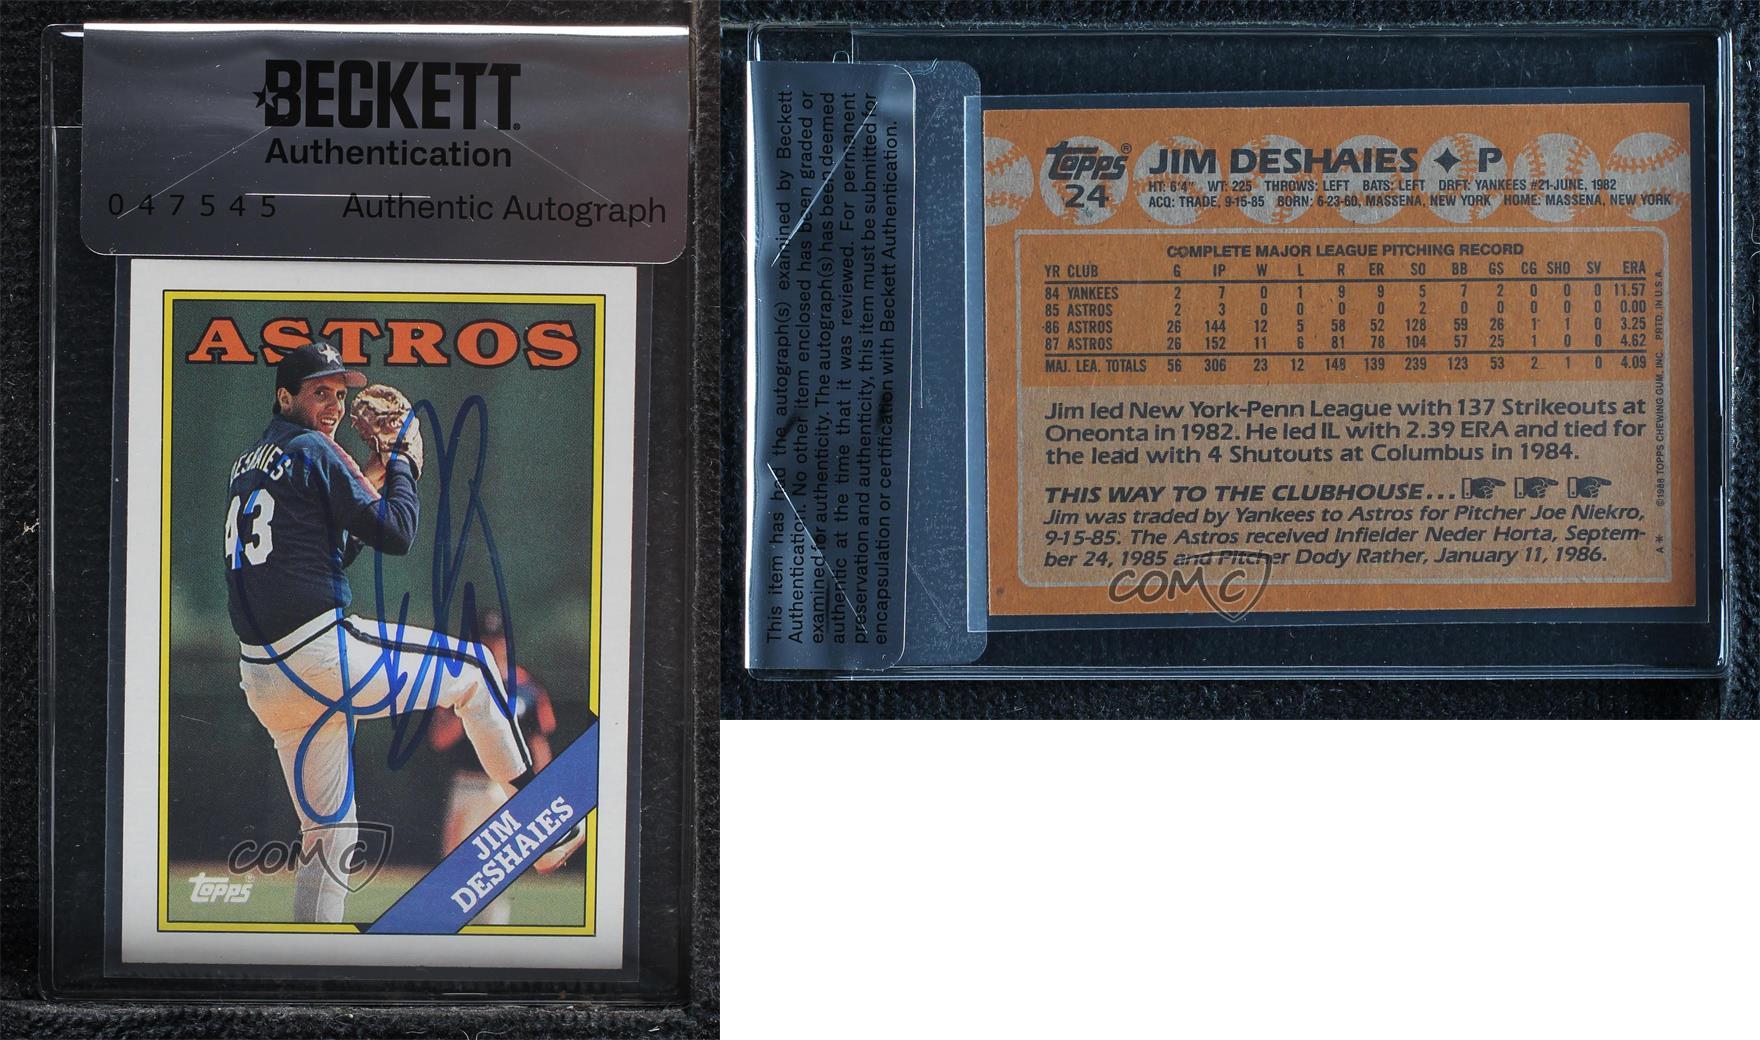 BECKETT
Authentication
047545 Authentic Autograph
ASTROS
DESHAIES
43
COMC
topps
JIM
DESHAIES
This item has had the autograph(s) examined by Beckett
Authentication. No other item enclosed has been graded or
examined for authenticity. The autograph(s) has been deemed
authentic at the time that it was reviewed. For permanent
preservation and authenticity, this item must be submitted for
encapsulation or certification with Beckett Authentication.
Topps® JIM DESHAIES ✦ P
24
HT: 6'4" WT: 225 THROWS: LEFT BATS: LEFT DRFT: YANKEES #21-JUNE, 1982
ACQ: TRADE, 9-15-85 BORN: 6-23-60, MASSENA, NEW YORK HOME: MASSENA, NEW YORK
COMPLETE MAJOR LEAGUE PITCHING RECORD
YR CLUB G IP W L R ER SO BB GS CG SHO SV ERA
84 YANKEES 2 7 0 1 9 9 5 7 2 0 0 0 11.57
85 ASTROS 2 3 0 0 0 0 2 0 0 0 0 0 0.00
86 ASTROS 26 144 12 5 58 52 128 59 26 1 1 0 3.25
87 ASTROS 26 152 11 6 81 78 104 57 25 1 0 0 4.62
MAJ. LEA. TOTALS 56 306 23 12 148 139 239 123 53 2 1 0 4.09
Jim led New York-Penn League with 137 Strikeouts at
Oneonta in 1982. He led IL with 2.39 ERA and tied for
the lead with 4 Shutouts at Columbus in 1984.
THIS WAY TO THE CLUBHOUSE...
Jim was traded by Yankees to Astros for Pitcher Joe Niekro,
9-15-85. The Astros received Infielder Neder Horta, Septem-
ber 24, 1985 and Pitcher Dody Rather, January 11, 1986.
A* ©1988 TOPPS CHEWING GUM, INC. PRTD. IN U.S.A.
COMC